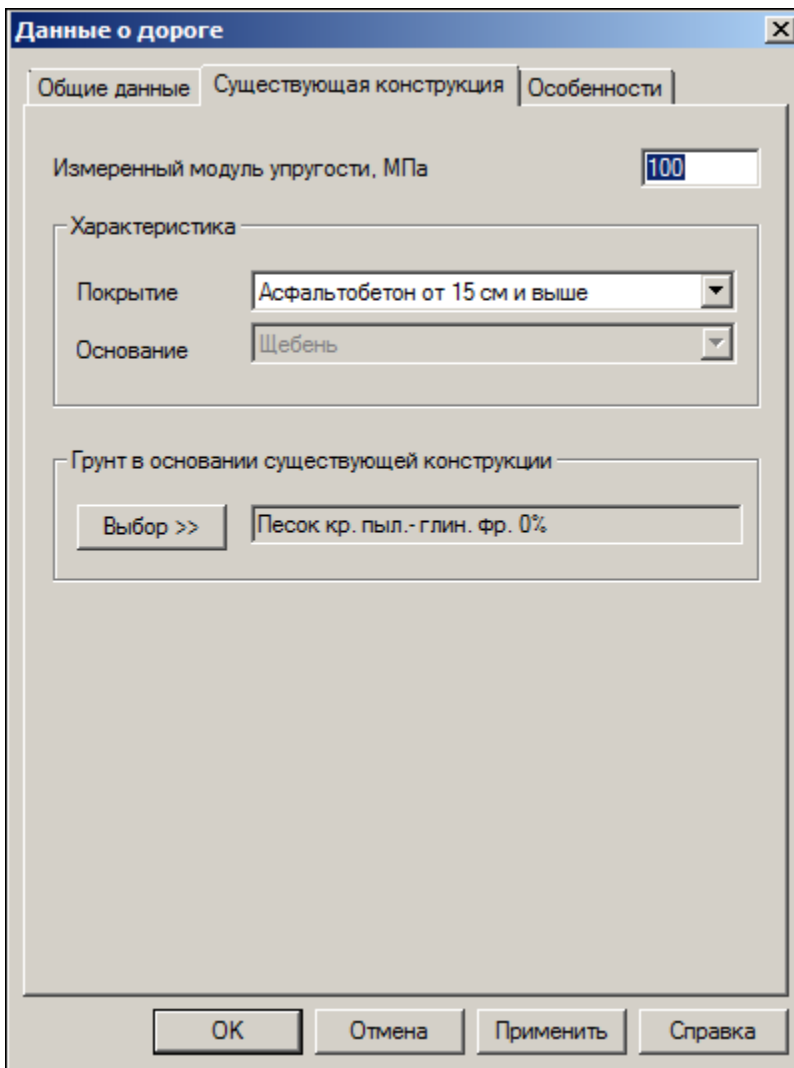 Данные о дороге
Общие данные Существующая конструкция Особенности
Измеренный модуль упругости, МПа 100
Характеристика
Покрытие Асфальтобетон от 15 см и выше
Основание Щебень
Грунт в основании существующей конструкции
Выбор >> Песок кр. пыл.- глин. фр. 0%
OK Отмена Применить Справка